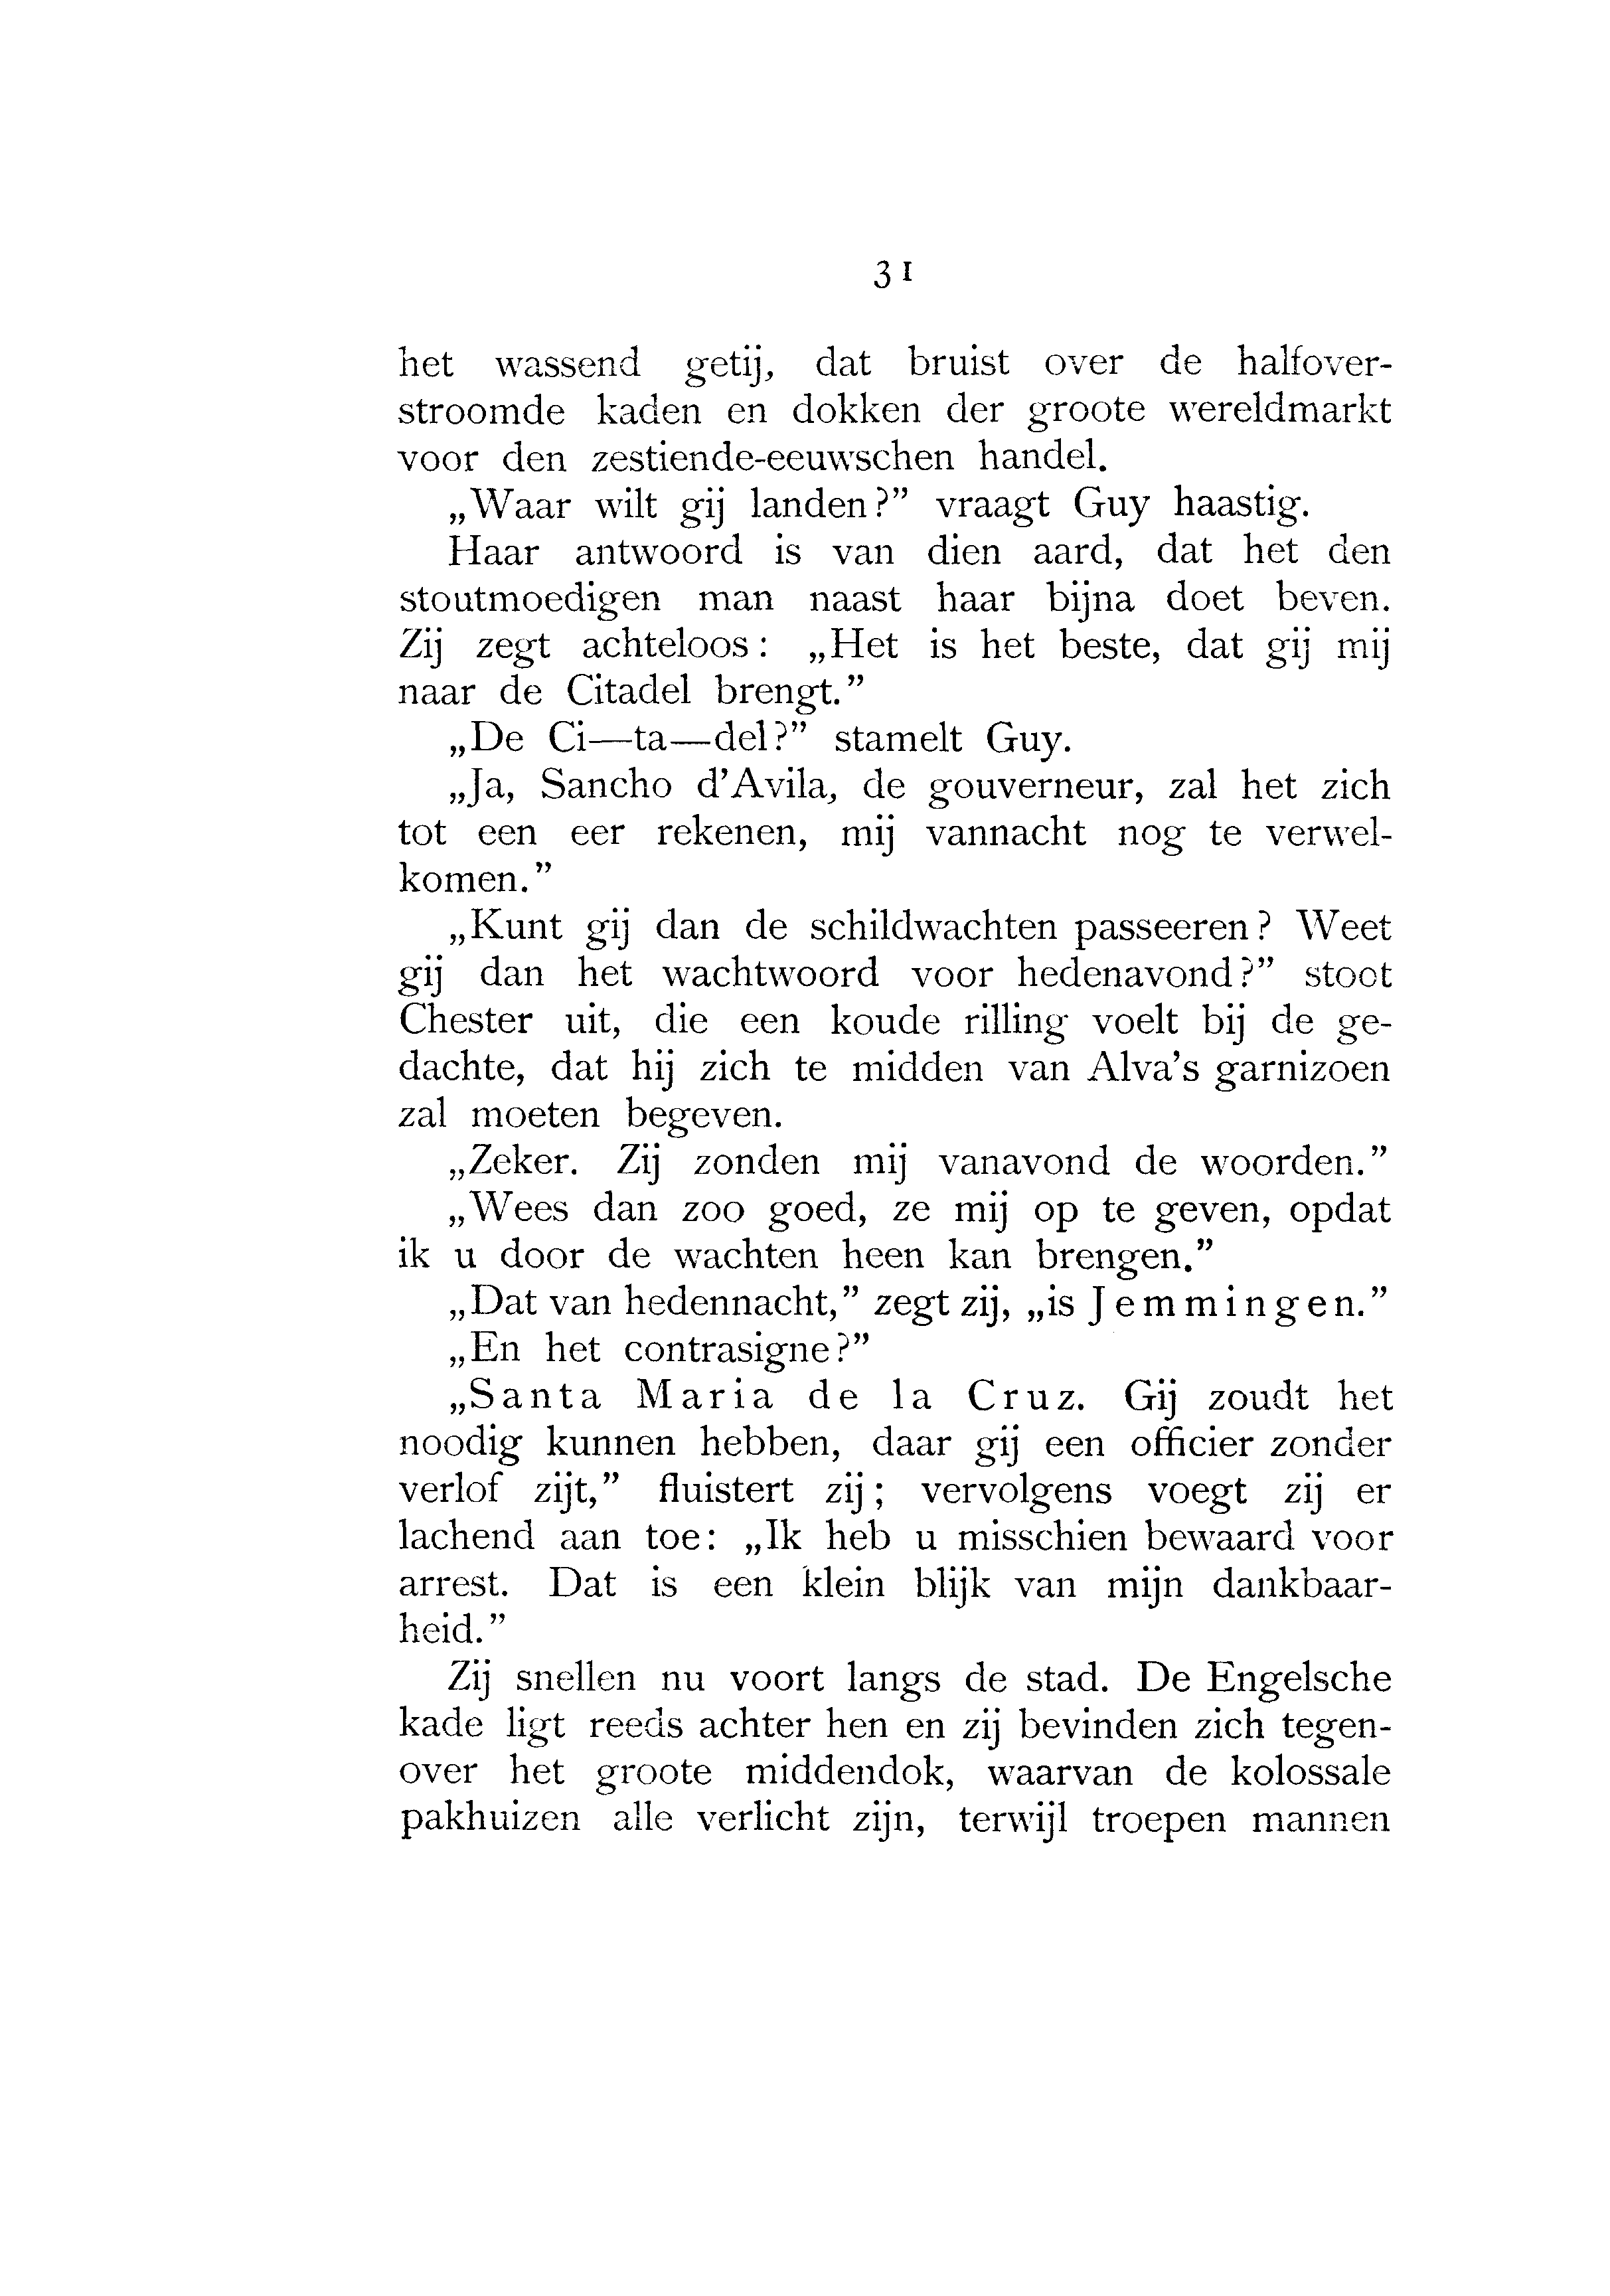 31
het wassend getij, dat bruist over de halfover-
stroomde kaden en dokken der groote wereldmarkt
voor den zestiende-eeuwschen handel.
„Waar wilt gij landen?” vraagt Guy haastig.
Haar antwoord is van dien aard, dat het den
stoutmoedigen man naast haar bijna doet beven.
Zij zegt achteloos: „Het is het beste, dat gij mij
naar de Citadel brengt.”
„De Ci—ta—del?” stamelt Guy.
„Ja, Sancho d'Avila, de gouverneur, zal het zich
tot een eer rekenen, mij vannacht nog te verwel-
komen.”
„Kunt gij dan de schildwachten passeeren? Weet
gij dan het wachtwoord voor hedenavond?” stoot
Chester uit, die een koude rilling voelt bij de ge-
dachte, dat hij zich te midden van Alva's garnizoen
zal moeten begeven.
„Zeker. Zij zonden mij vanavond de woorden.”
„Wees dan zoo goed, ze mij op te geven, opdat
ik u door de wachten heen kan brengen.”
„Dat van hedennacht,” zegt zij, „is Jemmingen.”
„En het contrasigne?”
„Santa Maria de la Cruz. Gij zoudt het
noodig kunnen hebben, daar gij een officier zonder
verlof zijt,” fluistert zij; vervolgens voegt zij er
lachend aan toe: „Ik heb u misschien bewaard voor
arrest. Dat is een klein blijk van mijn dankbaar-
heid.”
Zij snellen nu voort langs de stad. De Engelsche
kade ligt reeds achter hen en zij bevinden zich tegen-
over het groote middendok, waarvan de kolossale
pakhuizen alle verlicht zijn, terwijl troepen mannen